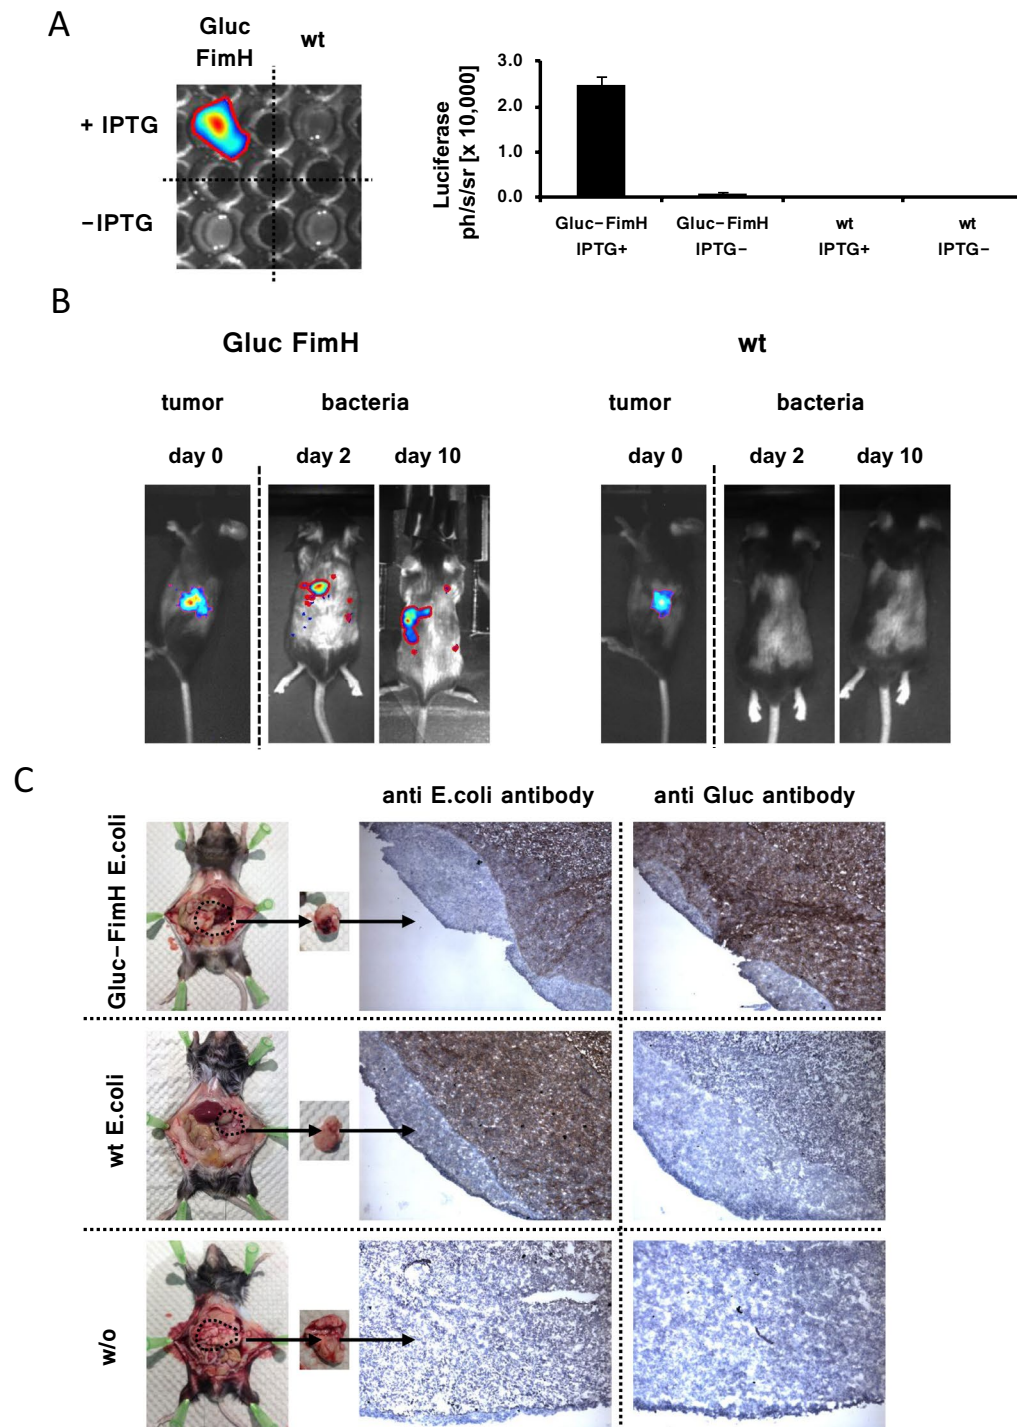 A
Gluc
FimH
wt
+ IPTG
−IPTG
Luciferase
ph/s/sr [x 10,000]
3.0
2.0
1.0
0.0
Gluc−FimH
IPTG+
Gluc−FimH
IPTG−
wt
IPTG+
wt
IPTG−
B
Gluc FimH
wt
tumor
bacteria
tumor
bacteria
day 0
day 2
day 10
day 0
day 2
day 10
C
anti E.coli antibody
anti Gluc antibody
Gluc−FimH E.coli
wt E.coli
w/o